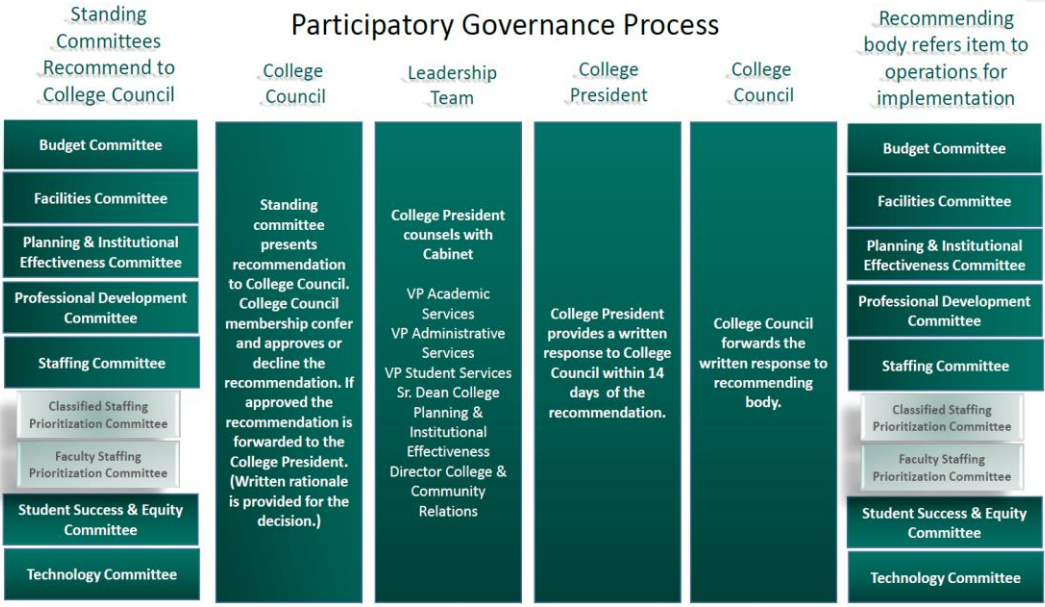 Participatory Governance Process
Standing
Committees
Recommend to
College Council
Budget Committee
Facilities Committee
Planning & Institutional
Effectiveness Committee
Professional Development
Committee
Staffing Committee
Classified Staffing
Prioritization Committee
Faculty Staffing
Prioritization Committee
Student Success & Equity
Committee
Technology Committee
College
Council
Standing
committee
presents
recommendation
to College Council.
College Council
membership confer
and approves or
decline the
recommendation. If
approved the
recommendation is
forwarded to the
College President.
(Written rationale
is provided for the
decision.)
Leadership
Team
College President
counsels with
Cabinet
VP Academic
Services
VP Administrative
Services
VP Student Services
Sr. Dean College
Planning &
Institutional
Effectiveness
Director College &
Community
Relations
College
President
College President
provides a written
response to College
Council within 14
days of the
recommendation.
College
Council
College Council
forwards the
written response to
recommending
body.
Recommending
body refers item to
operations for
implementation
Budget Committee
Facilities Committee
Planning & Institutional
Effectiveness Committee
Professional Development
Committee
Staffing Committee
Classified Staffing
Prioritization Committee
Faculty Staffing
Prioritization Committee
Student Success & Equity
Committee
Technology Committee